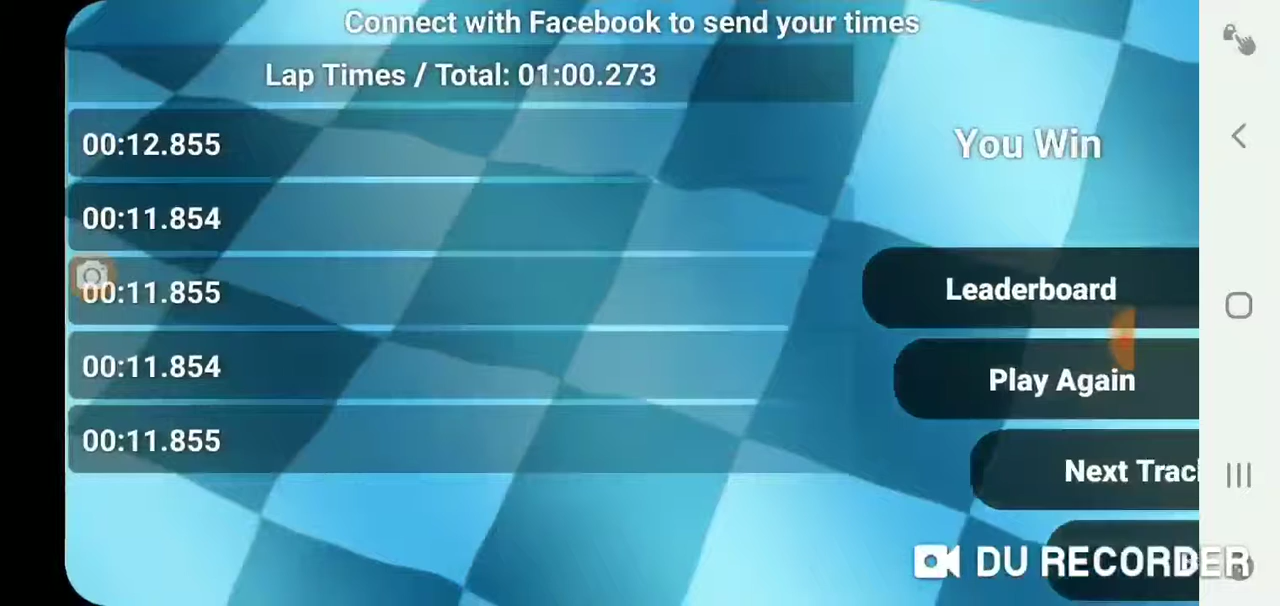 Connect with Facebook to send your times
Lap Times / Total: 01:00.273
00:12.855
You Win
00:11.854
00:11.855
Leaderboard
00:11.854
Play Again
00:11.855
Next Trac
DU RECORDER